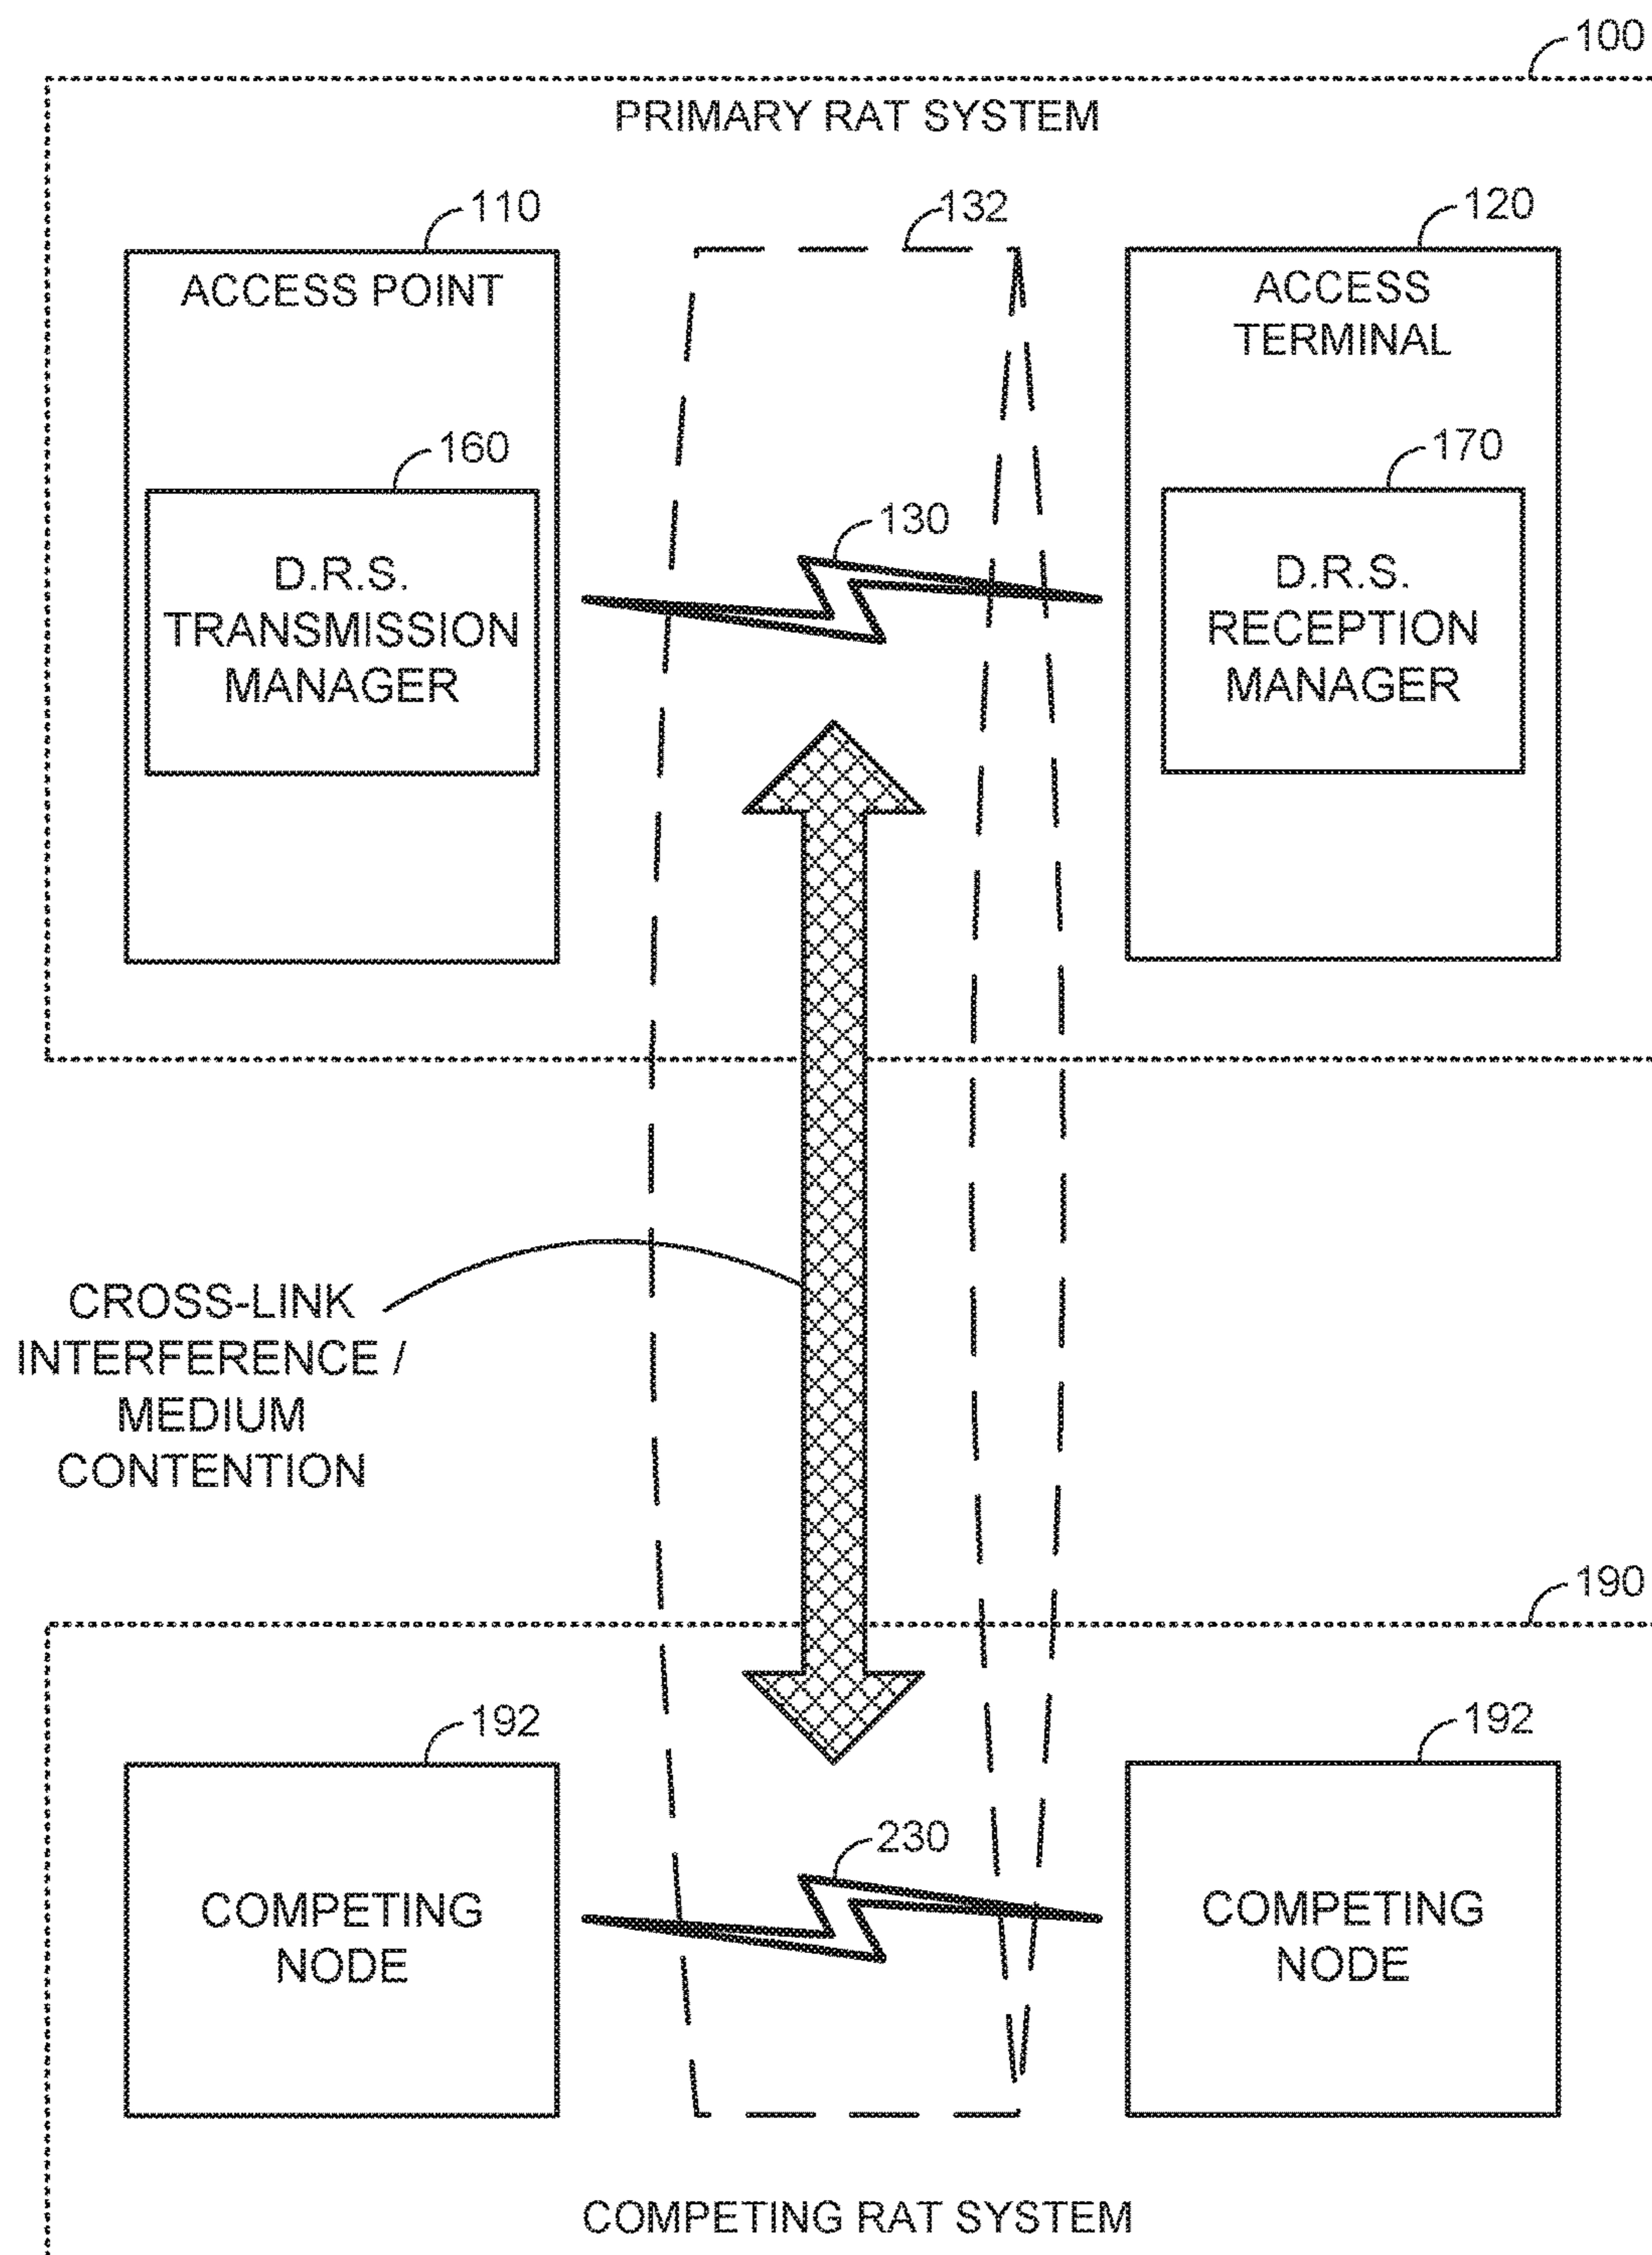 100
PRIMARY RAT SYSTEM
110
132
120
ACCESS POINT
ACCESS
TERMINAL
160
170
130
D.R.S.
TRANSMISSION
MANAGER
D.R.S.
RECEPTION
MANAGER
CROSS-LINK
INTERFERENCE /
MEDIUM
CONTENTION
190
192
192
230
COMPETING
NODE
COMPETING
NODE
COMPETING RAT SYSTEM